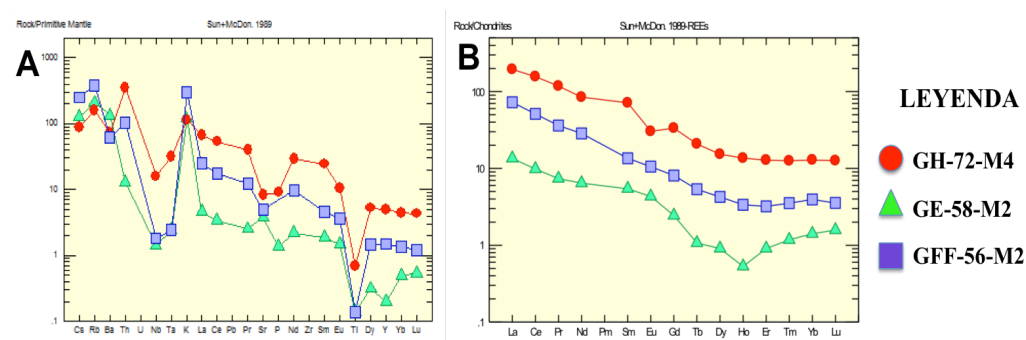 Rock/Primitive Mantle Sun+McDon. 1989
A
1000
100
10
1
.1
Cs Rb Ba Th U Nb Ta K La Ce Pb Pr Sr P Nd Zr Sm Eu Ti Dy Y Yb Lu
Rock/Chondrites Sun+McDon. 1989-REEs
B
100
10
1
.1
La Ce Pr Nd Pm Sm Eu Gd Tb Dy Ho Er Tm Yb Lu
LEYENDA
GH-72-M4
GE-58-M2
GFF-56-M2